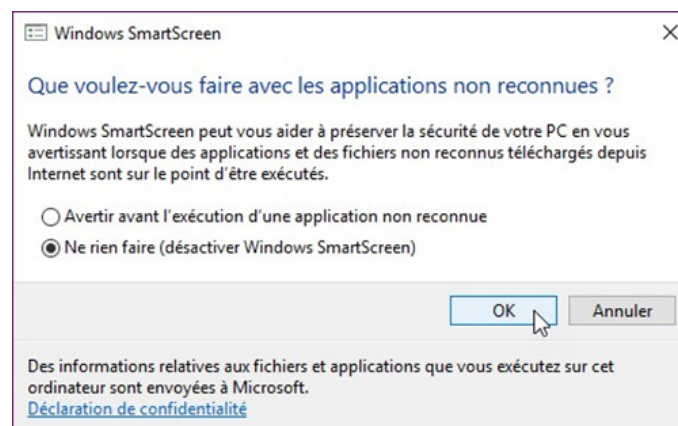 Windows SmartScreen
Que voulez-vous faire avec les applications non reconnues ?
Windows SmartScreen peut vous aider à préserver la sécurité de votre PC en vous
avertissant lorsque des applications et des fichiers non reconnus téléchargés depuis
Internet sont sur le point d'être exécutés.
Avertir avant l'exécution d'une application non reconnue
Ne rien faire (désactiver Windows SmartScreen)
OK Annuler
Des informations relatives aux fichiers et applications que vous exécutez sur cet
ordinateur sont envoyées à Microsoft.
Déclaration de confidentialité